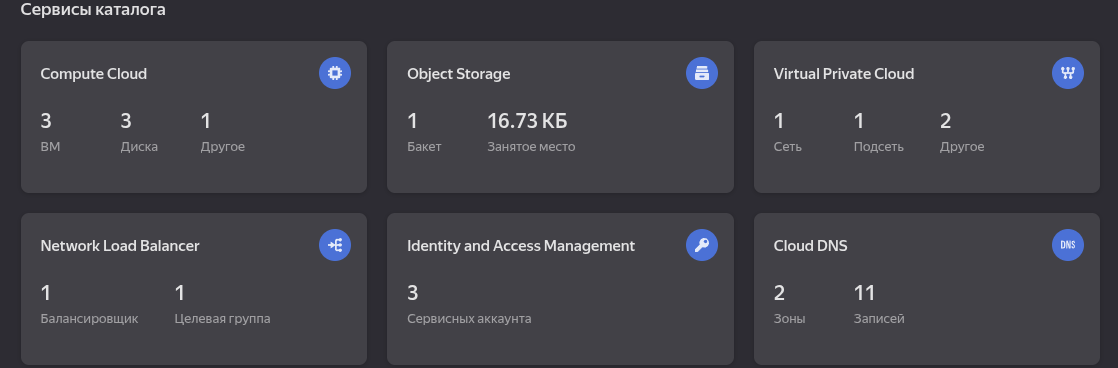 Сервисы каталога
Compute Cloud
3 3 1
ВМ Диска Другое
Object Storage
1 16.73 КБ
Бакет Занятое место
Virtual Private Cloud
1 1 2
Сеть Подсеть Другое
Network Load Balancer
1 1
Балансировщик Целевая группа
Identity and Access Management
3
Сервисных аккаунта
Cloud DNS
DNS
2 11
Зоны Записей